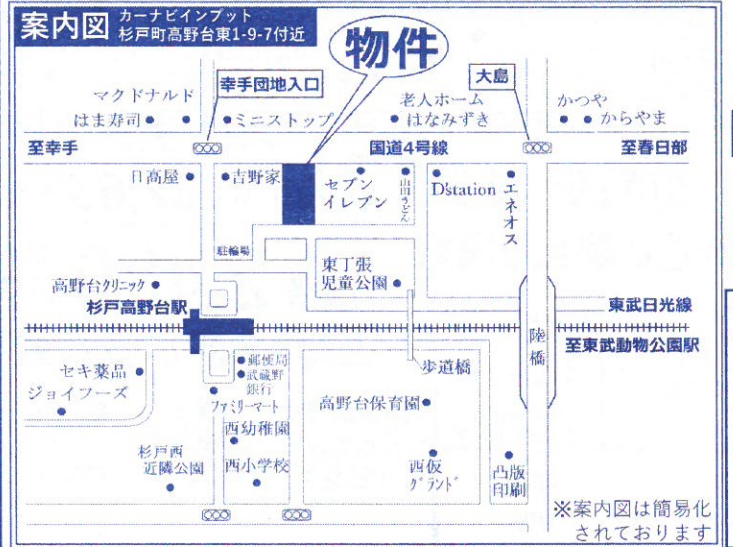 案内図
カーナビインプット
杉戸町高野台東1-9-7付近
物件
幸手団地入口
大島
マクドナルド
はま寿司
ミニストップ
老人ホーム
はなみずき
かつや
からやま
至幸手
国道4号線
至春日部
日高屋
吉野家
セブン
イレブン
山田うどん
D'station
エネオス
駐輪場
東丁張
児童公園
高野台クリニック
杉戸高野台駅
東武日光線
陸橋
至東武動物公園駅
セキ薬品
ジョイフーズ
郵便局
武蔵野
銀行
ファミリーマート
歩道橋
高野台保育園
西幼稚園
杉戸西
近隣公園
西小学校
西仮
グランド
凸版
印刷
※案内図は簡易化
されております